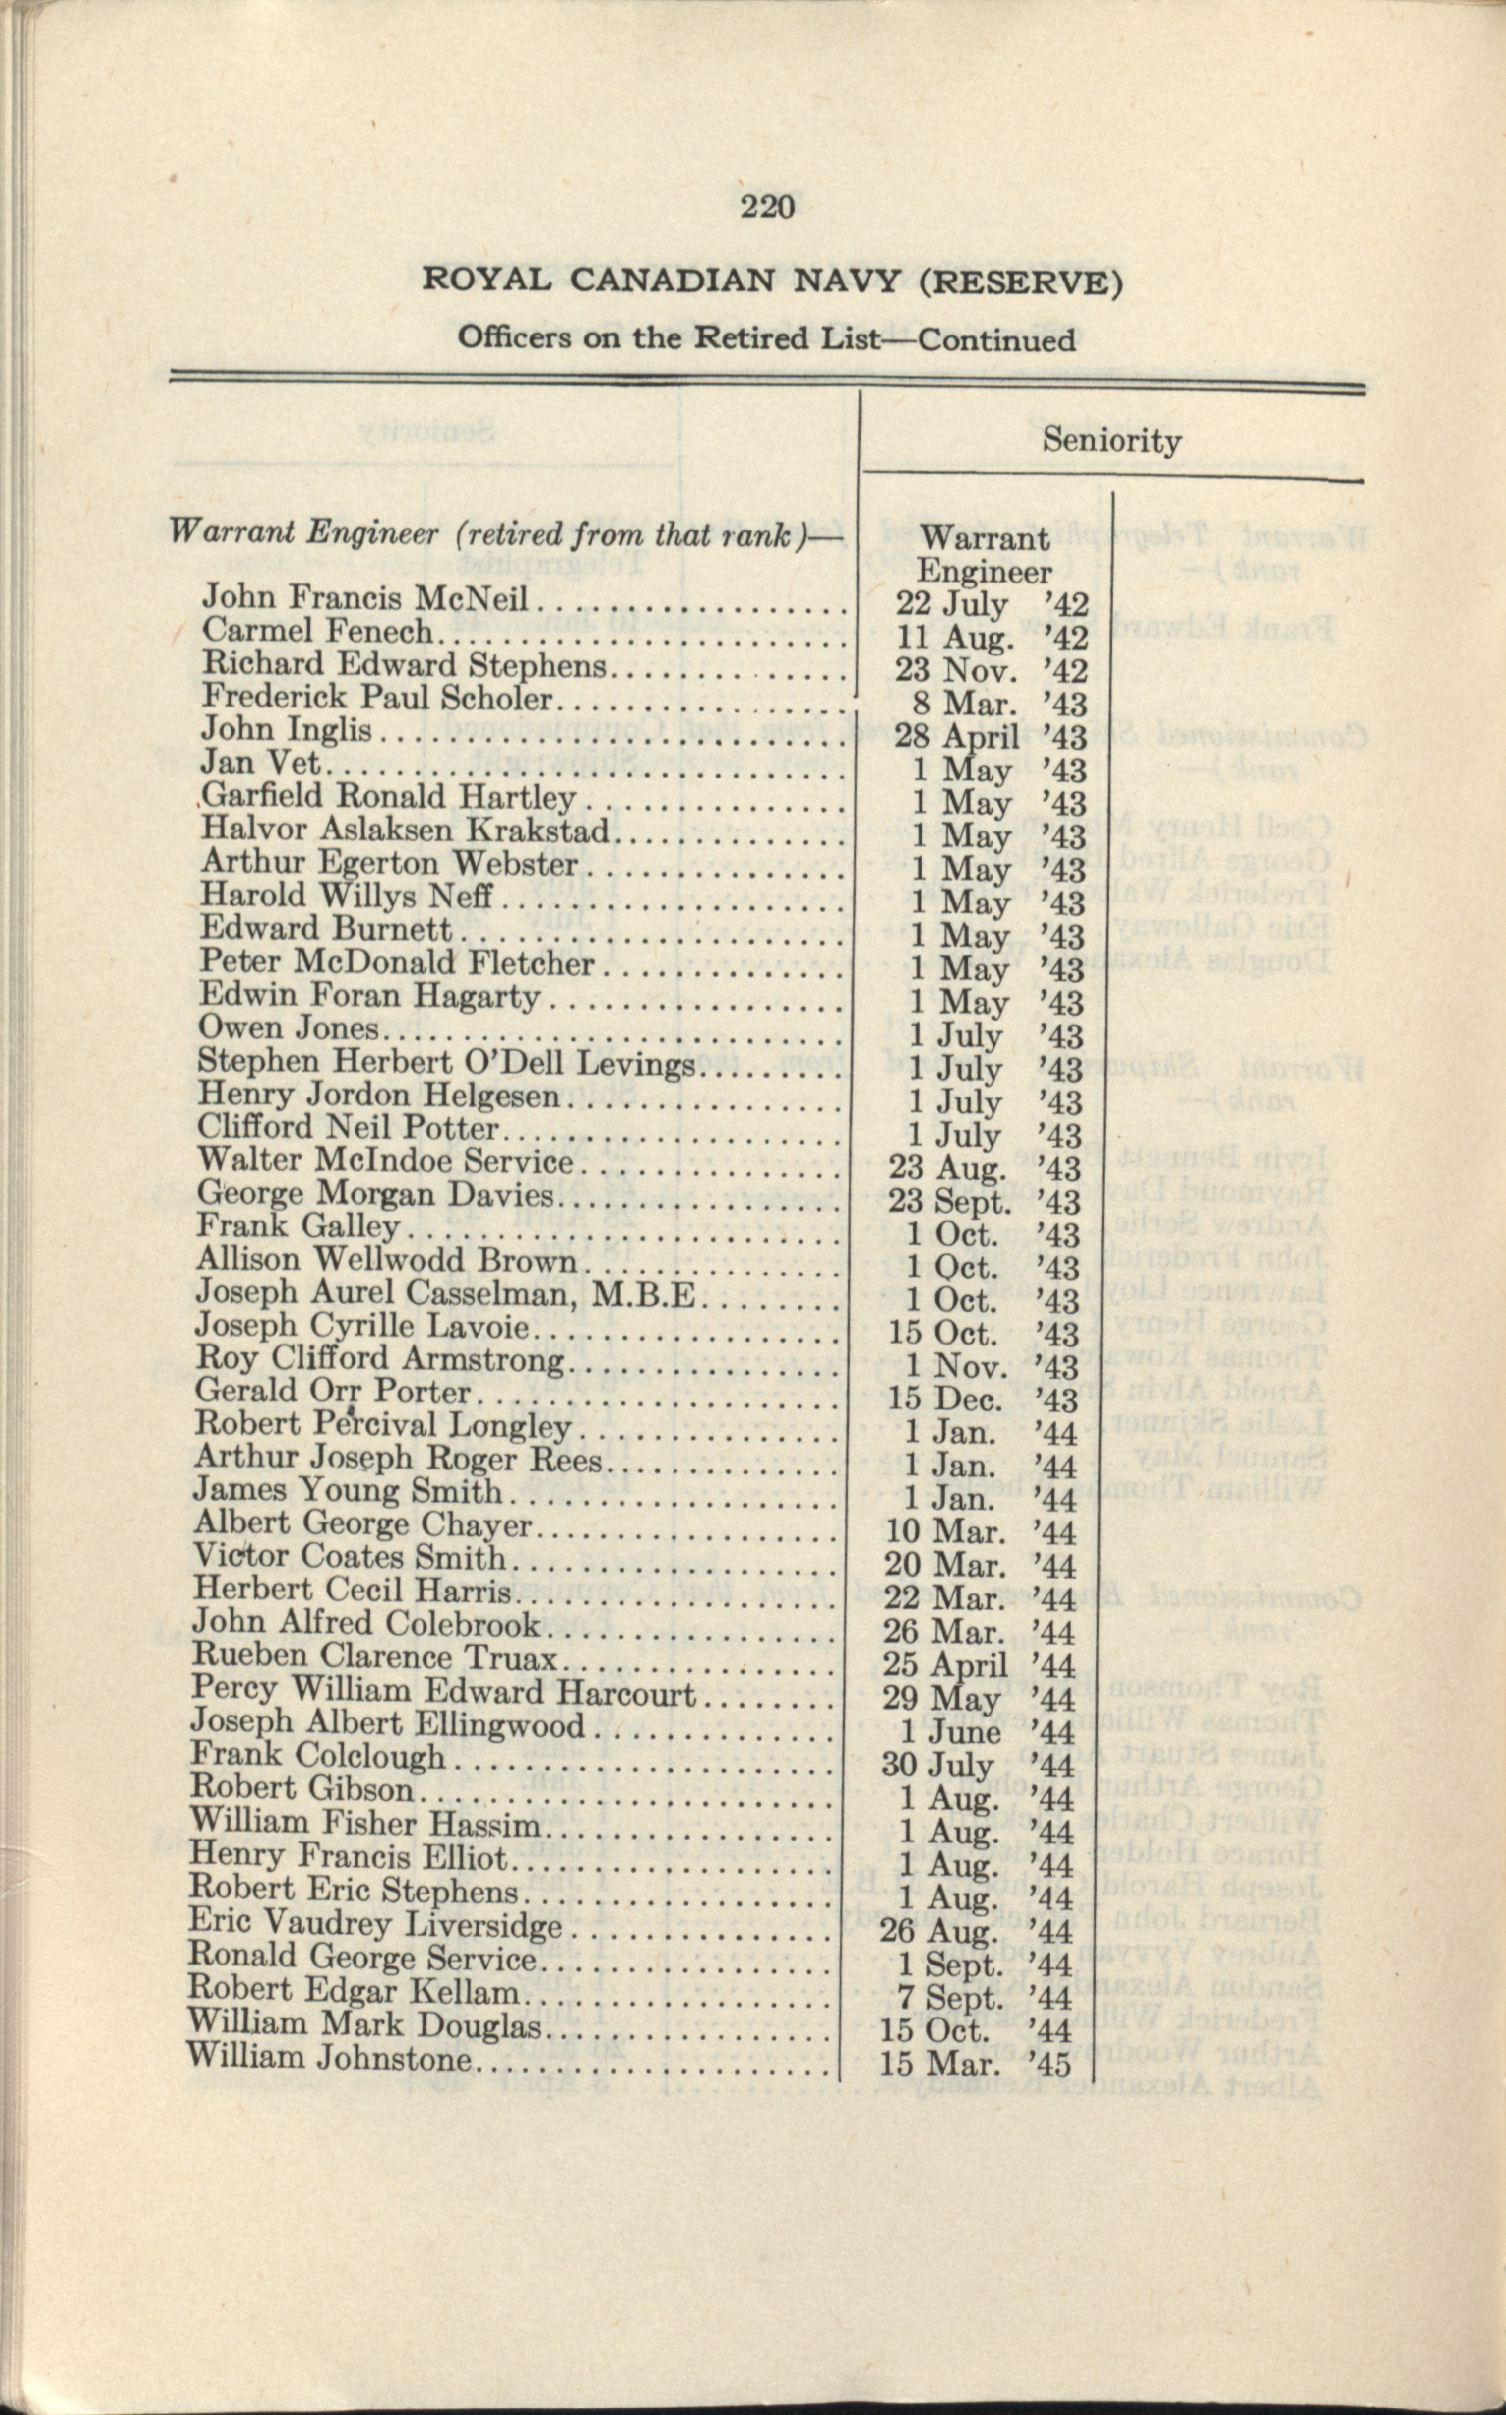 220
ROYAL CANADIAN NAVY (RESERVE)
Officers on the Retired List—Continued
Seniority
Warrant Engineer (retired from that rank)—
Warrant
Engineer
John Francis McNeil.................. 22 July '42
Carmel Fenech........................ 11 Aug. '42
Richard Edward Stephens.............. 23 Nov. '42
Frederick Paul Scholer................. 8 Mar. '43
John Inglis............................ 28 April '43
Jan Vet.............................. 1 May '43
Garfield Ronald Hartley................ 1 May '43
Halvor Aslaksen Krakstad.............. 1 May '43
Arthur Egerton Webster................ 1 May '43
Harold Willys Neff..................... 1 May '43
Edward Burnett........................ 1 May '43
Peter McDonald Fletcher............... 1 May '43
Edwin Foran Hagarty.................. 1 May '43
Owen Jones............................ 1 July '43
Stephen Herbert O'Dell Levings......... 1 July '43
Henry Jordon Helgesen................. 1 July '43
Clifford Neil Potter..................... 1 July '43
Walter McIndoe Service................ 23 Aug. '43
George Morgan Davies.................. 23 Sept. '43
Frank Galley........................... 1 Oct. '43
Allison Wellwodd Brown................ 1 Oct. '43
Joseph Aurel Casselman, M.B.E......... 1 Oct. '43
Joseph Cyrille Lavoie................... 15 Oct. '43
Roy Clifford Armstrong................. 1 Nov. '43
Gerald Orr Porter...................... 15 Dec. '43
Robert Percival Longley................ 1 Jan. '44
Arthur Joseph Roger Rees.............. 1 Jan. '44
James Young Smith.................... 1 Jan. '44
Albert George Chayer.................. 10 Mar. '44
Victor Coates Smith.................... 20 Mar. '44
Herbert Cecil Harris.................... 22 Mar. '44
John Alfred Colebrook.................. 26 Mar. '44
Rueben Clarence Truax................. 25 April '44
Percy William Edward Harcourt........ 29 May '44
Joseph Albert Ellingwood............... 1 June '44
Frank Colclough....................... 30 July '44
Robert Gibson......................... 1 Aug. '44
William Fisher Hassim.................. 1 Aug. '44
Henry Francis Elliot.................... 1 Aug. '44
Robert Eric Stephens................... 1 Aug. '44
Eric Vaudrey Liversidge................ 26 Aug. '44
Ronald George Service.................. 1 Sept. '44
Robert Edgar Kellam................... 7 Sept. '44
William Mark Douglas.................. 15 Oct. '44
William Johnstone...................... 15 Mar. '45